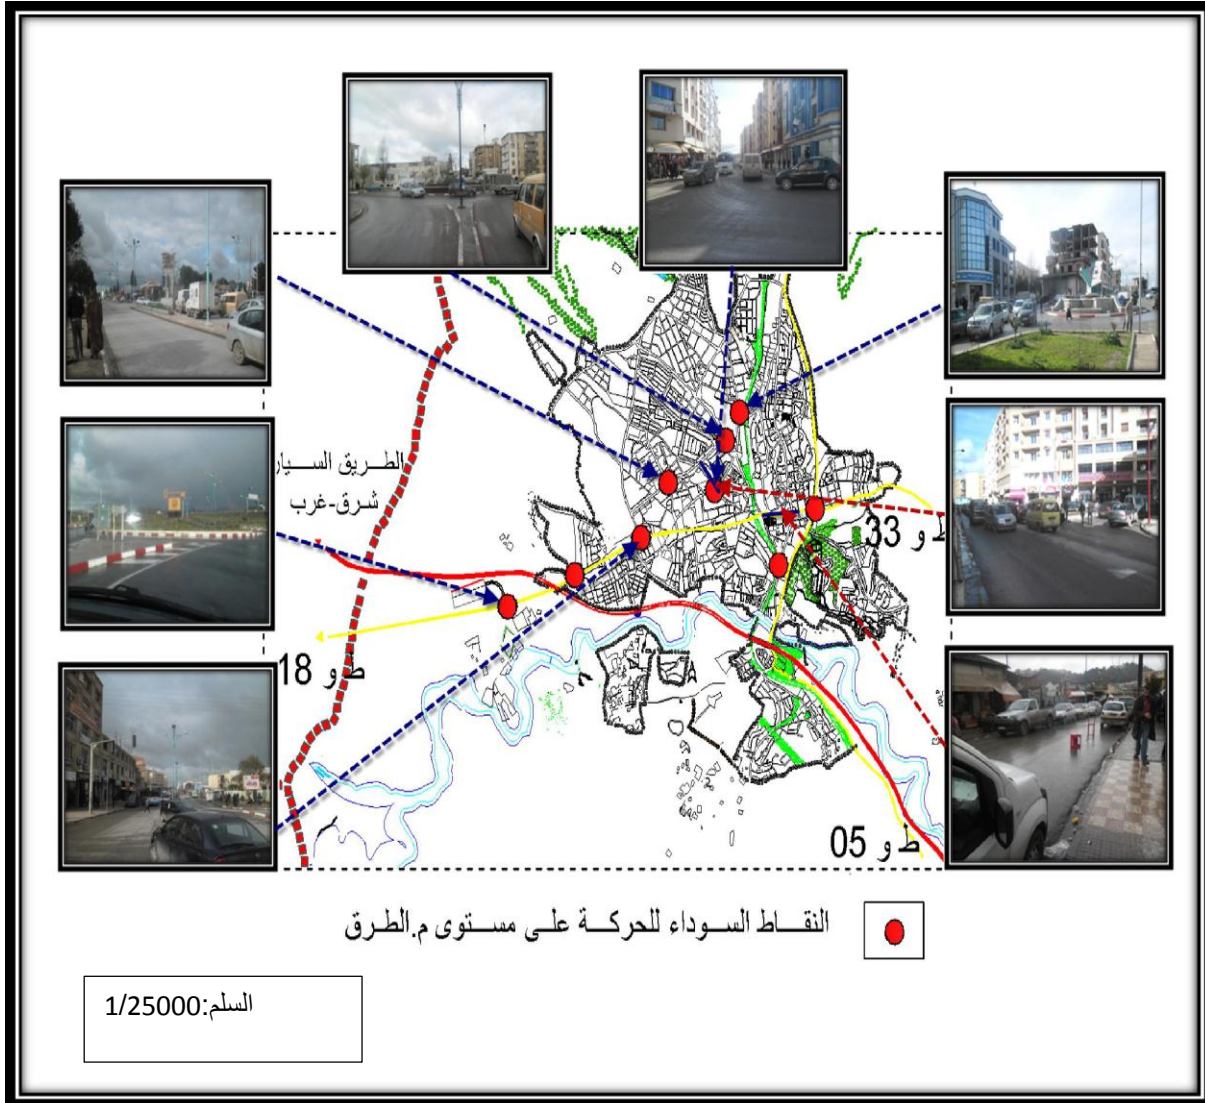 الطريق السيار
شرق-غرب
ط و 33
ط و 18
ط و 05
النقاط السوداء للحركة على مستوى م.الطرق
السلم:1/25000